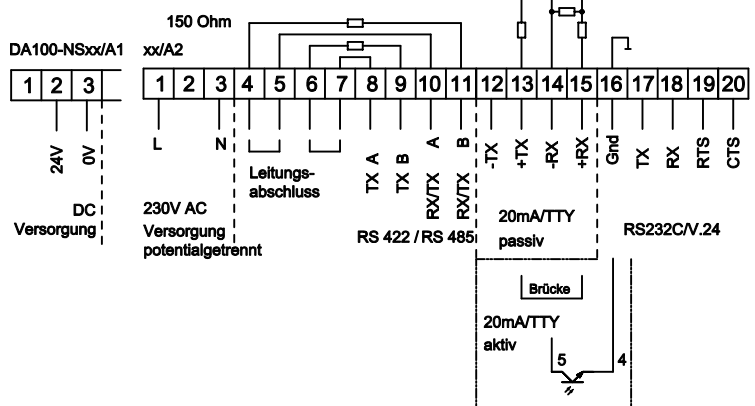 150 Ohm
DA100-NSxx/A1 xx/A2
1 2 3 1 2 3 4 5 6 7 8 9 10 11 12 13 14 15 16 17 18 19 20
24V 0V L N TX A TX B RX/TX A RX/TX B -TX +TX -RX +RX Gnd TX RX RTS CTS
Leitungs-
abschluss
DC
Versorgung
230V AC
Versorgung
potentialgetrennt
RS 422 / RS 485
20mA/TTY
passiv
RS232C/V.24
Brücke
20mA/TTY
aktiv
5 4